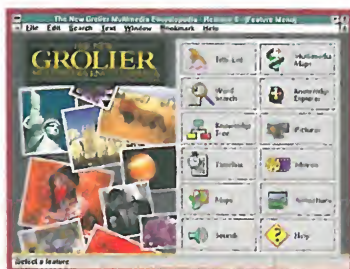 The New Grolier Multimedia Encyclopedia - Release 6 - [Feature Menu]
File Edit Search Text Window Bookmark Help
THE NEW
GROLIER
MULTIMEDIA ENCYCLOPEDIA
Title List
Multimedia
Maps
Word
Search
Knowledge
Explorer
Knowledge
Tree
Pictures
Timeline
Movies
Maps
Animations
Sounds
Help
Select a feature